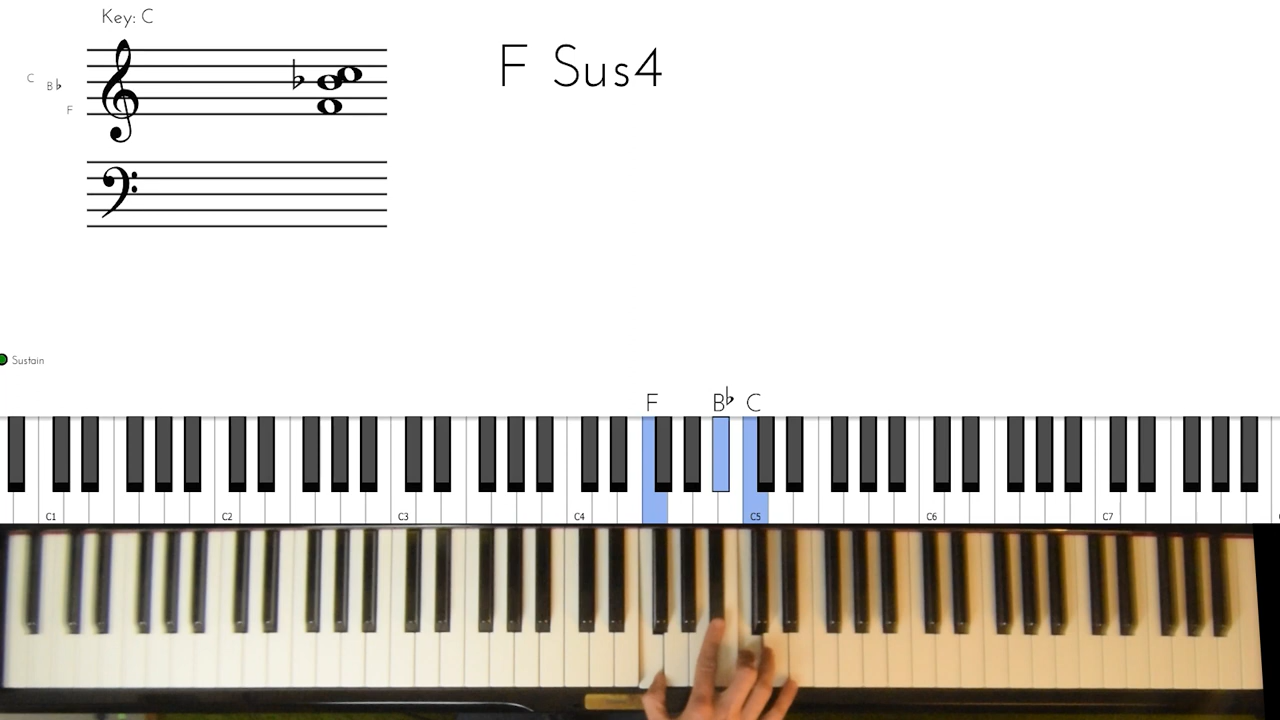 Key: C
F Sus4
C
B♭
F
Sustain
F B♭ C
C1 C2 C3 C4 C5 C6 C7